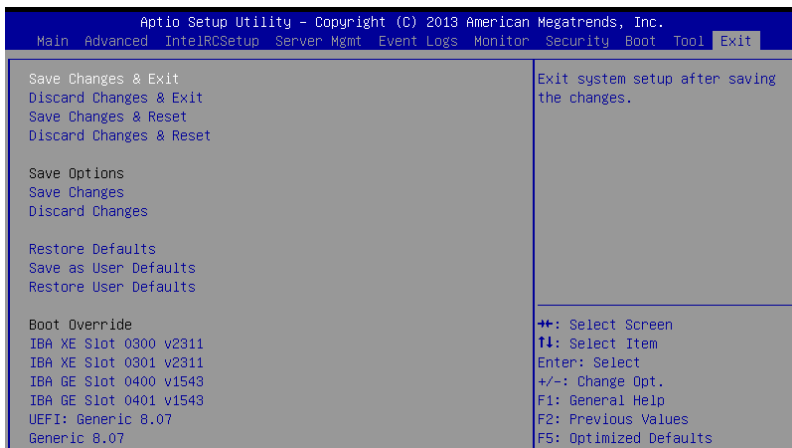 Aptio Setup Utility – Copyright (C) 2013 American Megatrends, Inc.
Main Advanced IntelRCSetup Server Mgmt Event Logs Monitor Security Boot Tool Exit
Save Changes & Exit
Discard Changes & Exit
Save Changes & Reset
Discard Changes & Reset
Save Options
Save Changes
Discard Changes
Restore Defaults
Save as User Defaults
Restore User Defaults
Boot Override
IBA XE Slot 0300 v2311
IBA XE Slot 0301 v2311
IBA GE Slot 0400 v1543
IBA GE Slot 0401 v1543
UEFI: Generic 8.07
Generic 8.07
Exit system setup after saving
the changes.
→←: Select Screen
↑↓: Select Item
Enter: Select
+/-: Change Opt.
F1: General Help
F2: Previous Values
F5: Optimized Defaults